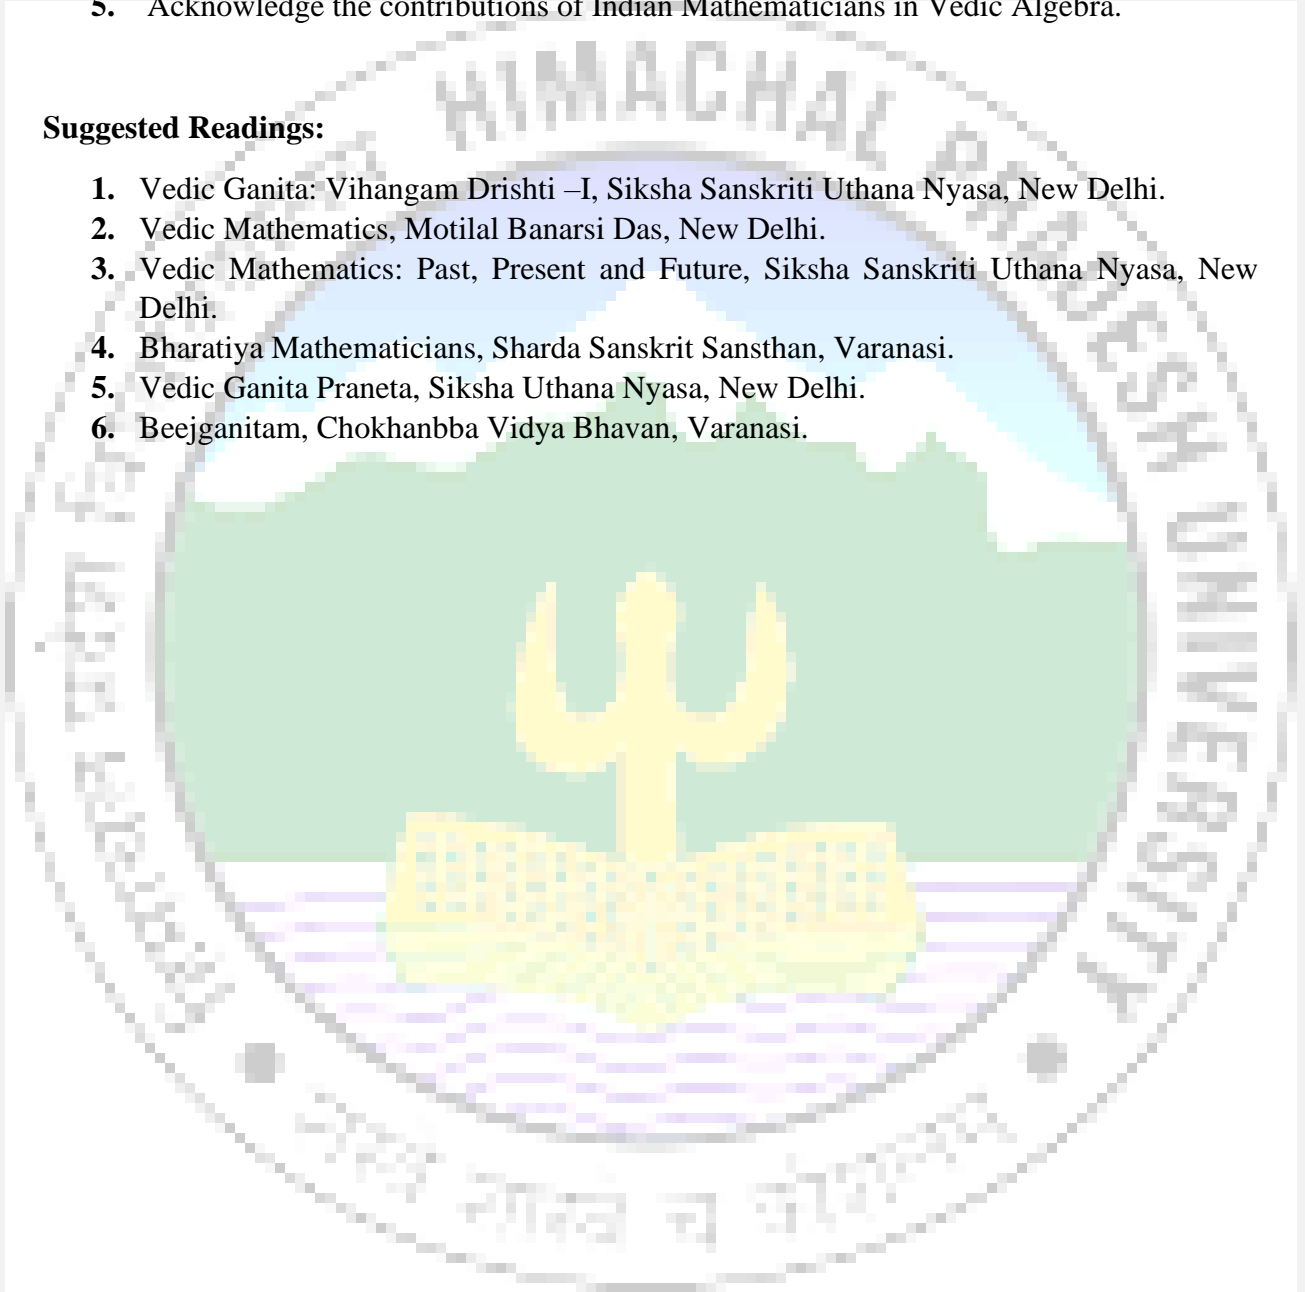 5. Acknowledge the contributions of Indian Mathematicians in Vedic Algebra.
Suggested Readings:
1. Vedic Ganita: Vihangam Drishti –I, Siksha Sanskriti Uthana Nyasa, New Delhi.
2. Vedic Mathematics, Motilal Banarsi Das, New Delhi.
3. Vedic Mathematics: Past, Present and Future, Siksha Sanskriti Uthana Nyasa, New
Delhi.
4. Bharatiya Mathematicians, Sharda Sanskrit Sansthan, Varanasi.
5. Vedic Ganita Praneta, Siksha Uthana Nyasa, New Delhi.
6. Beejganitam, Chokhanbba Vidya Bhavan, Varanasi.
HIMACHAL PRADESH UNIVERSITY